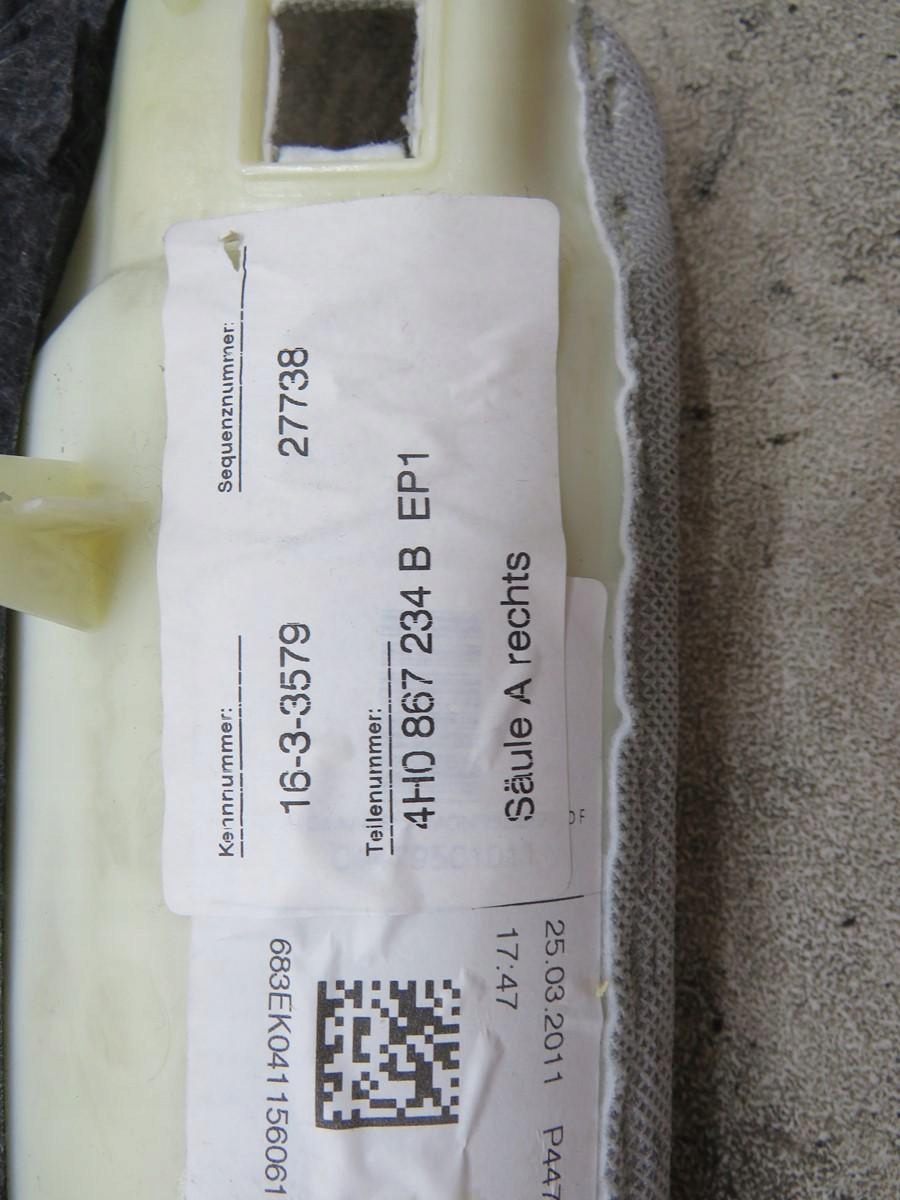 Kennnummer:
Sequenznummer:
16-3-3579
27738
Teilenummer:
4H0 867 234 B EP1
Säule A rechts
25.03.2011 P447
17:47
683EK041156061